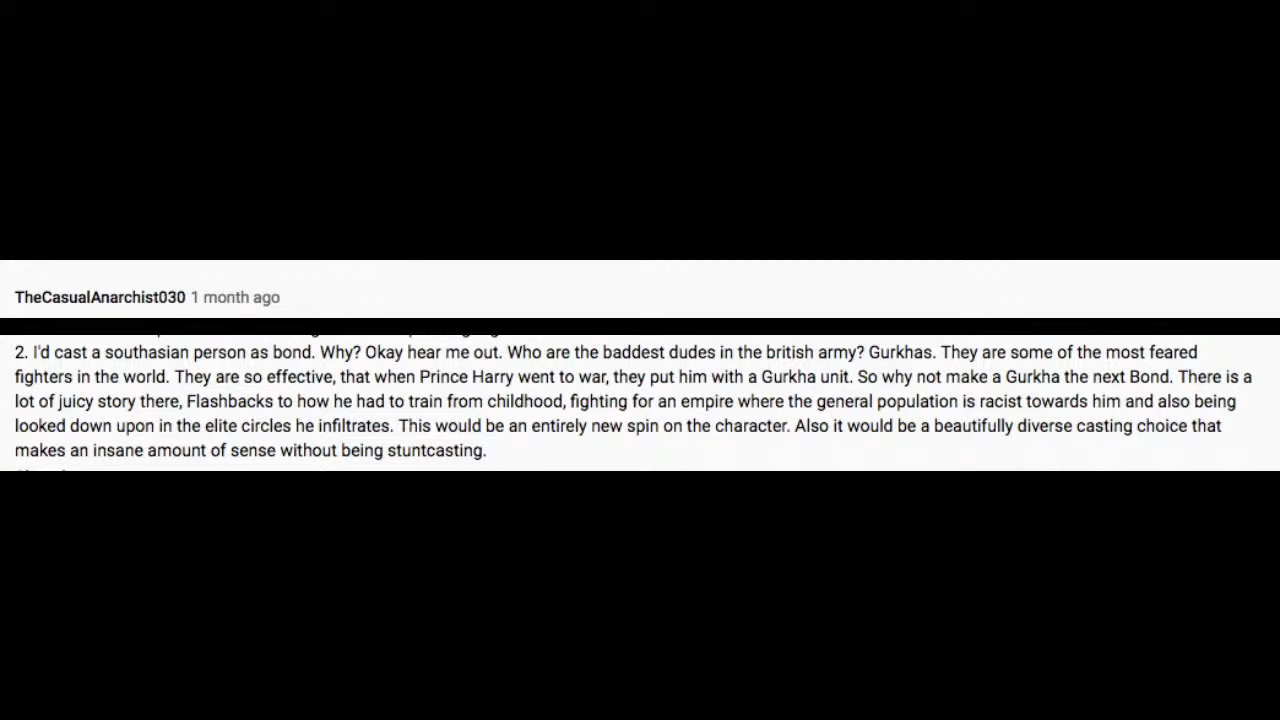 TheCasualAnarchist030 1 month ago
2. I'd cast a southasian person as bond. Why? Okay hear me out. Who are the baddest dudes in the british army? Gurkhas. They are some of the most feared
fighters in the world. They are so effective, that when Prince Harry went to war, they put him with a Gurkha unit. So why not make a Gurkha the next Bond. There is a
lot of juicy story there, Flashbacks to how he had to train from childhood, fighting for an empire where the general population is racist towards him and also being
looked down upon in the elite circles he infiltrates. This would be an entirely new spin on the character. Also it would be a beautifully diverse casting choice that
makes an insane amount of sense without being stuntcasting.